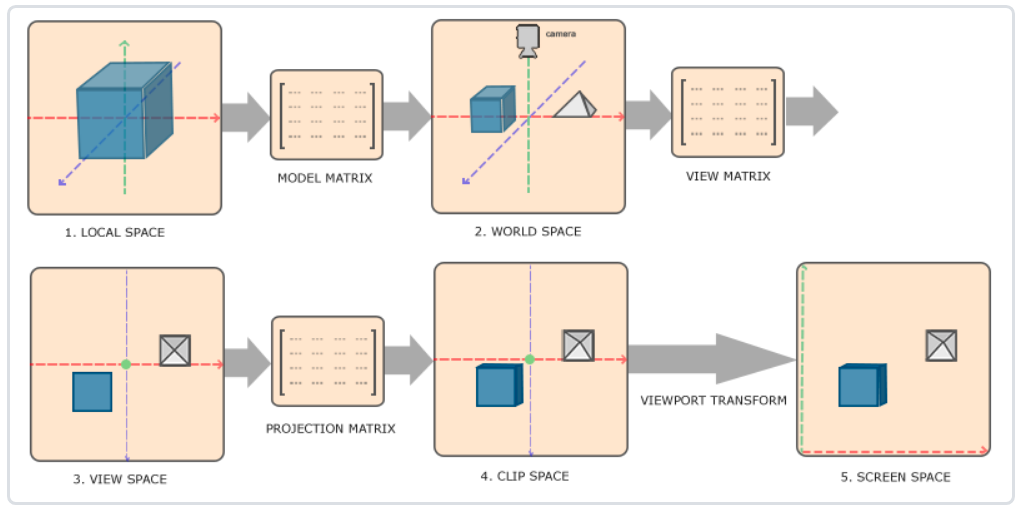 camera
MODEL MATRIX
VIEW MATRIX
1. LOCAL SPACE
2. WORLD SPACE
PROJECTION MATRIX
VIEWPORT TRANSFORM
3. VIEW SPACE
4. CLIP SPACE
5. SCREEN SPACE